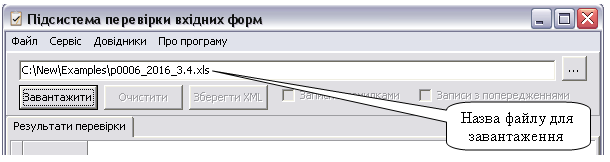 Підсистема перевірки вхідних форм
Файл Сервіс Довідники Про програму
C:\New\Examples\p0006_2016_3.4.xls
...
Завантажити Очистити Зберегти XML Записи помилками Записи з попередженнями
Назва файлу для
завантаження
Результати перевірки